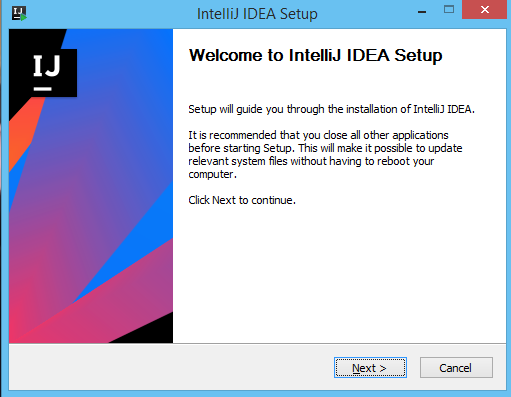 IntelliJ IDEA Setup
IJ
Welcome to IntelliJ IDEA Setup
Setup will guide you through the installation of IntelliJ IDEA.
It is recommended that you close all other applications
before starting Setup. This will make it possible to update
relevant system files without having to reboot your
computer.
Click Next to continue.
Next >
Cancel